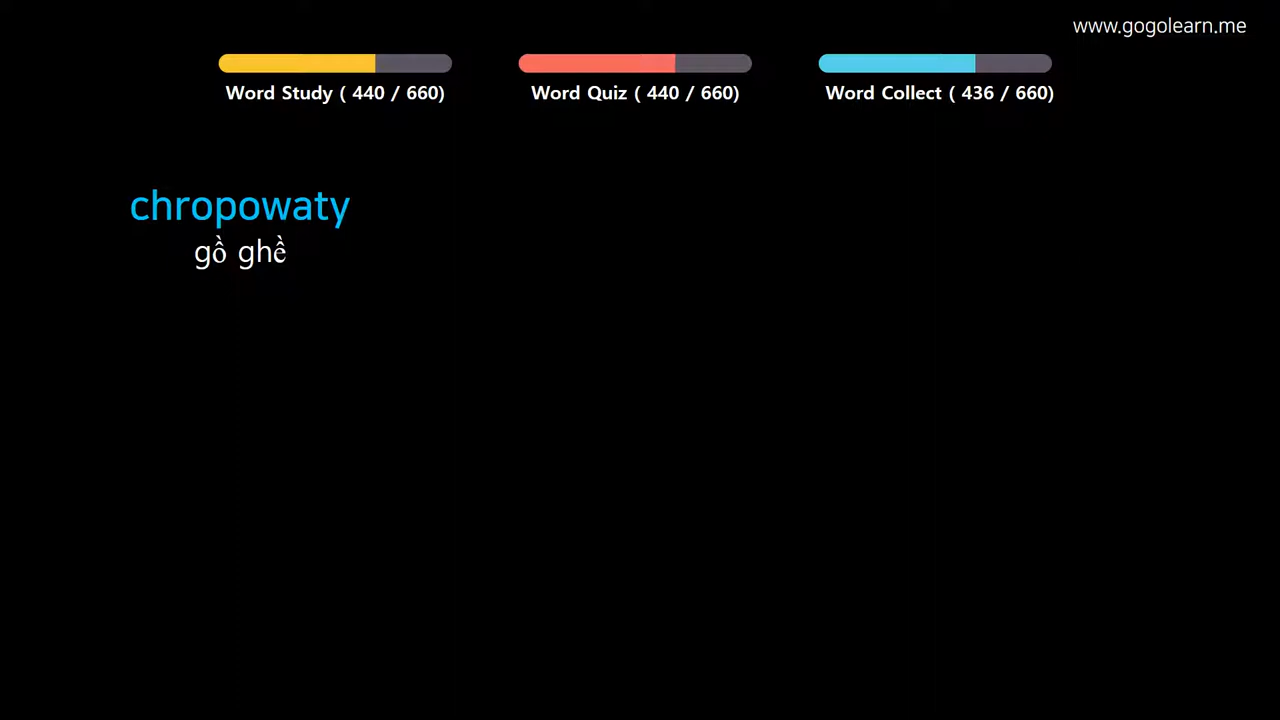 www.gogolearn.me
Word Study ( 440 / 660)
Word Quiz ( 440 / 660)
Word Collect ( 436 / 660)
chropowaty
gồ ghề